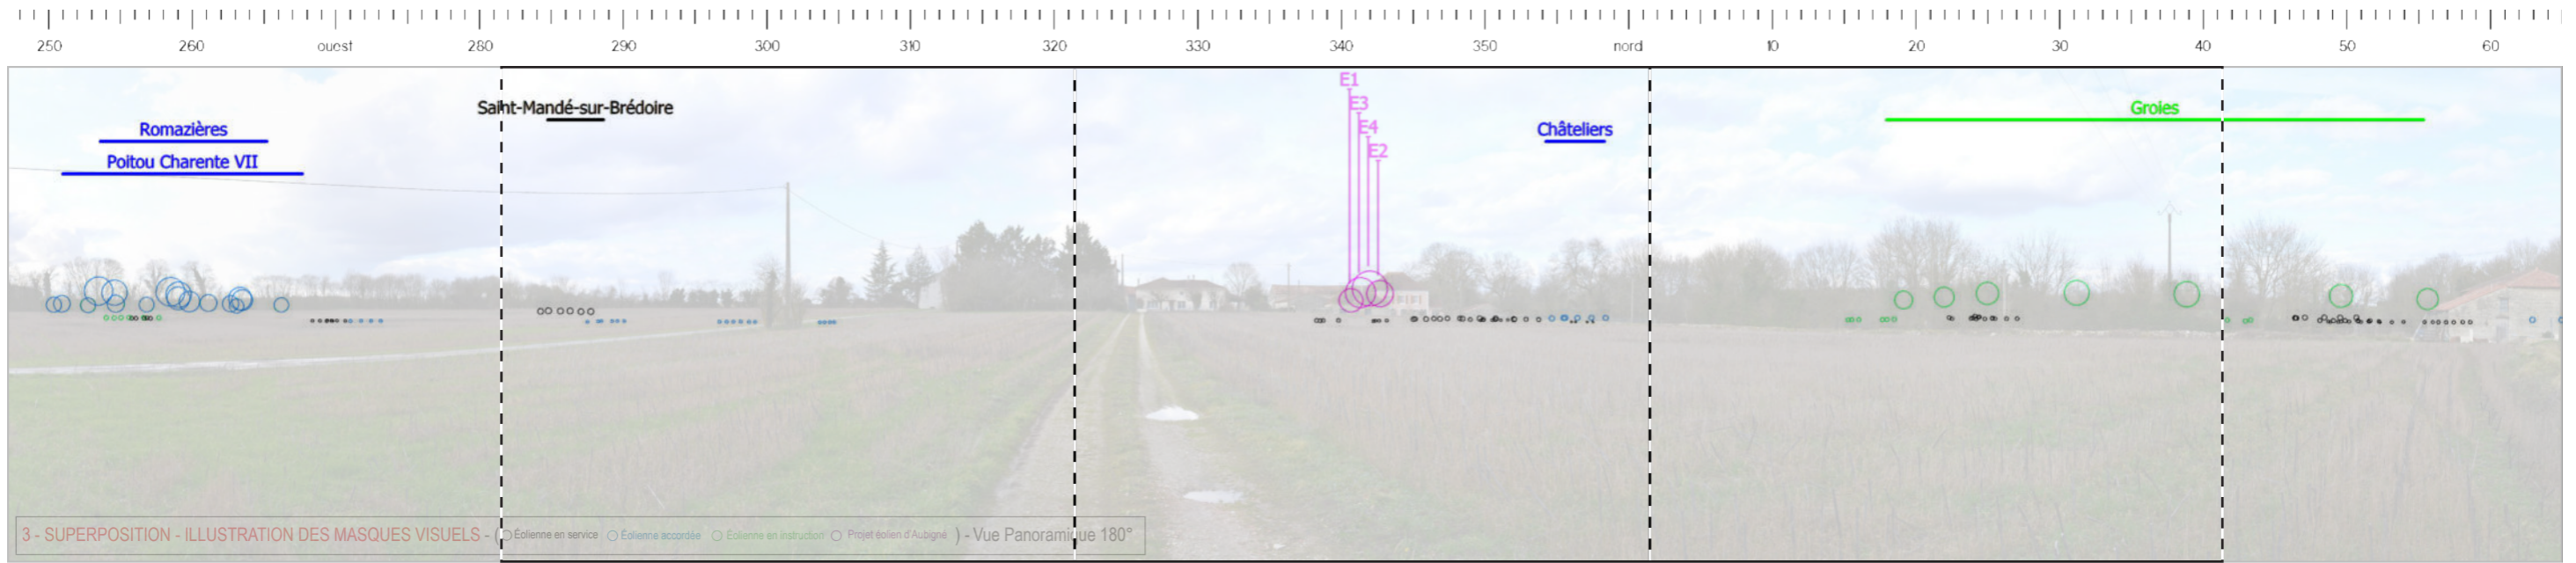 250 260 ouest 280 290 300 310 320 330 340 350 nord 10 20 30 40 50 60
E1
Saint-Mandé-sur-Brédoire E3 Groies
Romazières E4 Châteliers
Poitou Charente VII E2
3 - SUPERPOSITION - ILLUSTRATION DES MASQUES VISUELS - ( Éolienne en service Éolienne accordée Éolienne en instruction Projet éolien d'Aubigné ) - Vue Panoramique 180°